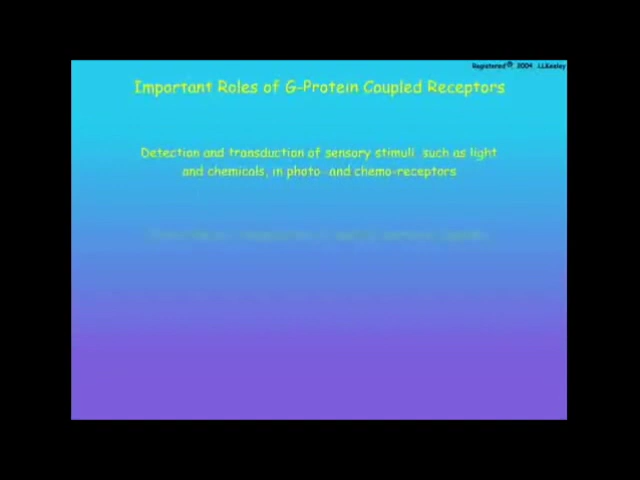 Registered® 2004 LLKeeley
Important Roles of G-Protein Coupled Receptors
Detection and transduction of sensory stimuli such as light
and chemicals, in photo- and chemo-receptors